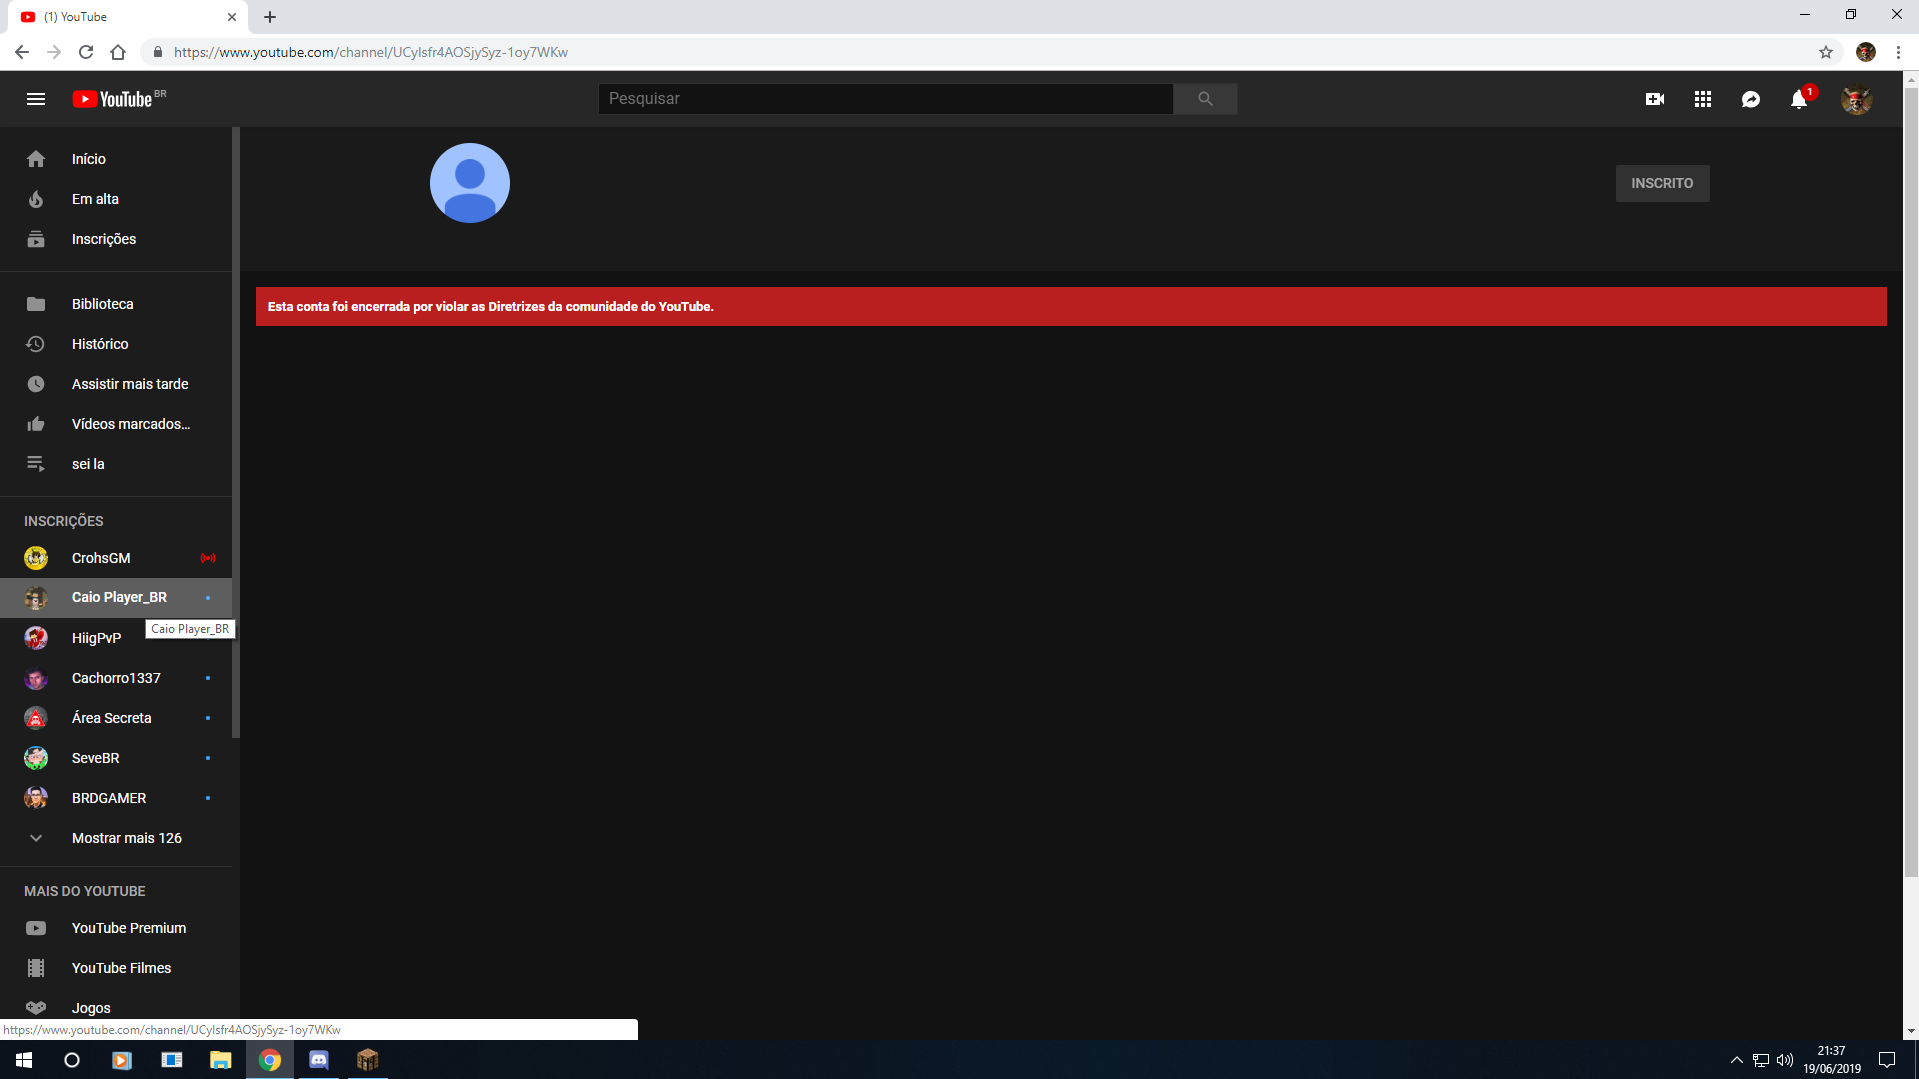 (1) YouTube
https://www.youtube.com/channel/UCyIsfr4AOSjySyz-1oy7WKw
YouTube BR
Pesquisar
1
Início
Em alta
Inscrições
INSCRITO
Esta conta foi encerrada por violar as Diretrizes da comunidade do YouTube.
Biblioteca
Histórico
Assistir mais tarde
Vídeos marcados...
sei la
INSCRIÇÕES
CrohsGM
Caio Player_BR
Caio Player_BR
HiigPvP
Cachorro1337
Área Secreta
SeveBR
BRDGAMER
Mostrar mais 126
MAIS DO YOUTUBE
YouTube Premium
YouTube Filmes
Jogos
https://www.youtube.com/channel/UCyIsfr4AOSjySyz-1oy7WKw
21:37
19/06/2019